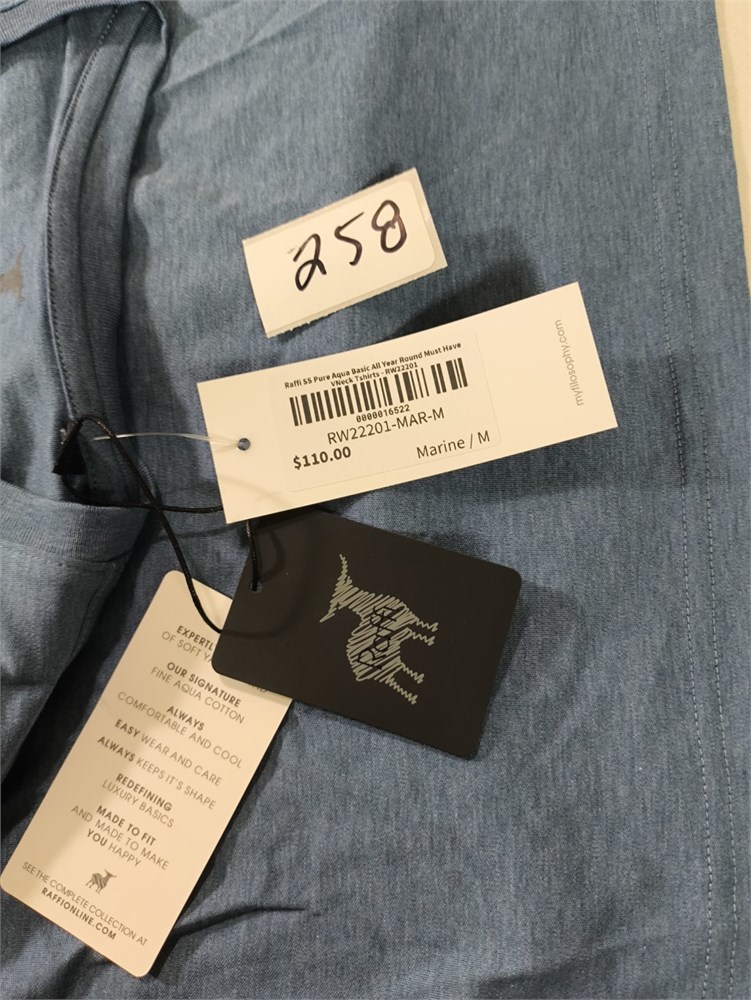 258
Raffi SS Pure Aqua Basic All Year Round Must Have
VNeck Tshirts - RW22201
0000016522
RW22201-MAR-M
$110.00
Marine / M
myfilosophy.com
EXPERTL
OF SOFT YA
OUR SIGNATURE
FINE AQUA COTTON
ALWAYS
COMFORTABLE AND COOL
EASY WEAR AND CARE
ALWAYS KEEPS IT'S SHAPE
REDEFINING
LUXURY BASICS
MADE TO FIT
AND MADE TO MAKE
YOU HAPPY
SEE THE COMPLETE COLLECTION AT
RAFFIONLINE.COM